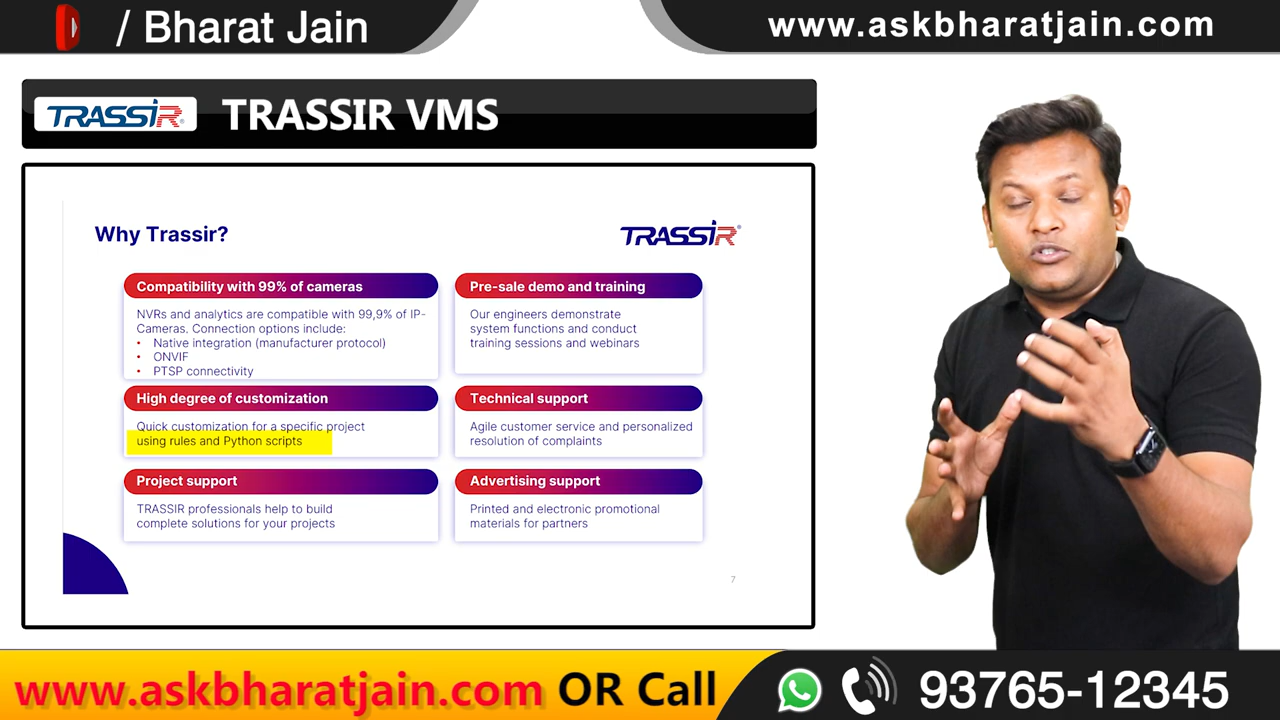 / Bharat Jain
www.askbharatjain.com
TRASSIR® TRASSIR VMS
Why Trassir?
TRASSIR®
Compatibility with 99% of cameras
NVRs and analytics are compatible with 99,9% of IP-
Cameras. Connection options include:
• Native integration (manufacturer protocol)
• ONVIF
• PTSP connectivity
Pre-sale demo and training
Our engineers demonstrate
system functions and conduct
training sessions and webinars
High degree of customization
Quick customization for a specific project
using rules and Python scripts
Technical support
Agile customer service and personalized
resolution of complaints
Project support
TRASSIR professionals help to build
complete solutions for your projects
Advertising support
Printed and electronic promotional
materials for partners
7
www.askbharatjain.com OR Call 93765-12345